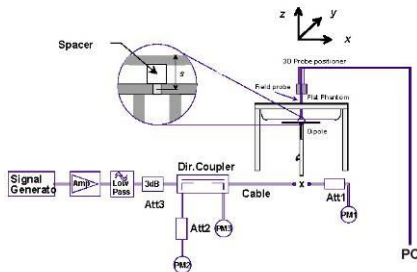 z
y
x
Spacer
s
3D Probe positioner
Field probe
Flat Phantom
Dipole
Signal
Generato
Amp
Low
Pass
3dB
Att3
Dir.Coupler
Cable
x
Att1
PM1
Att2
PM3
PM2
PC